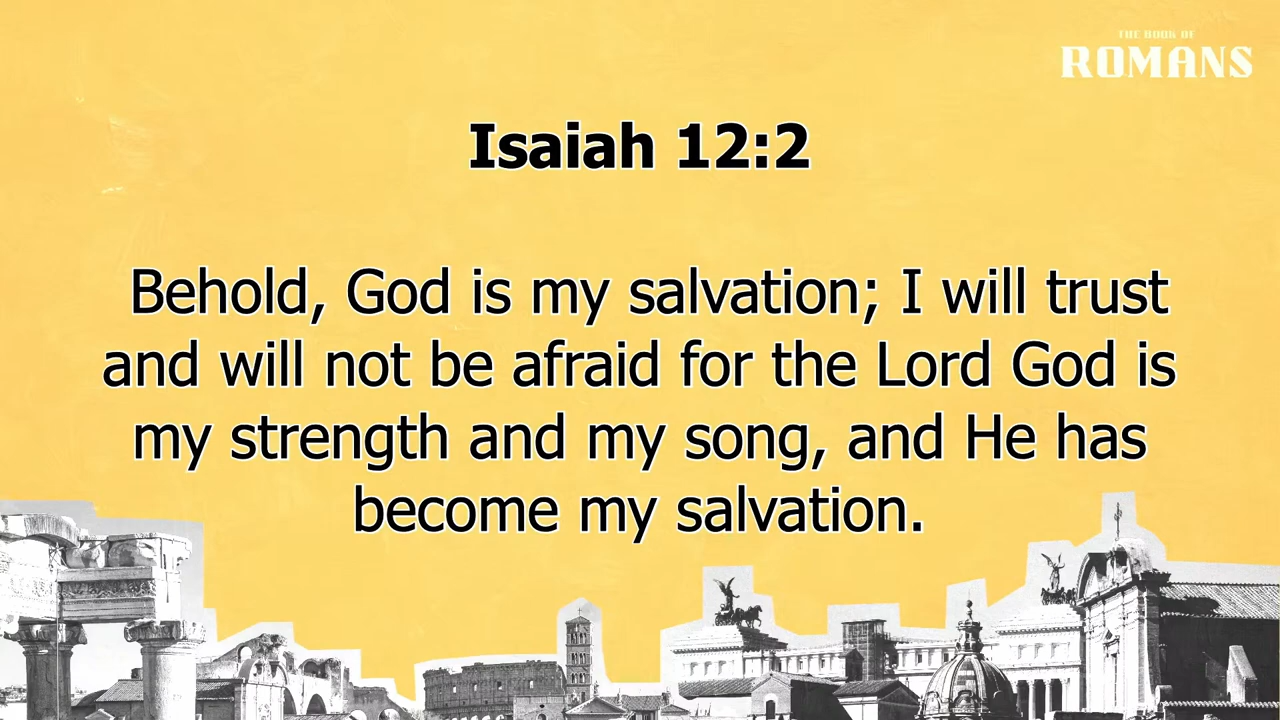 THE BOOK OF
ROMANS
Isaiah 12:2
Behold, God is my salvation; I will trust
and will not be afraid for the Lord God is
my strength and my song, and He has
become my salvation.